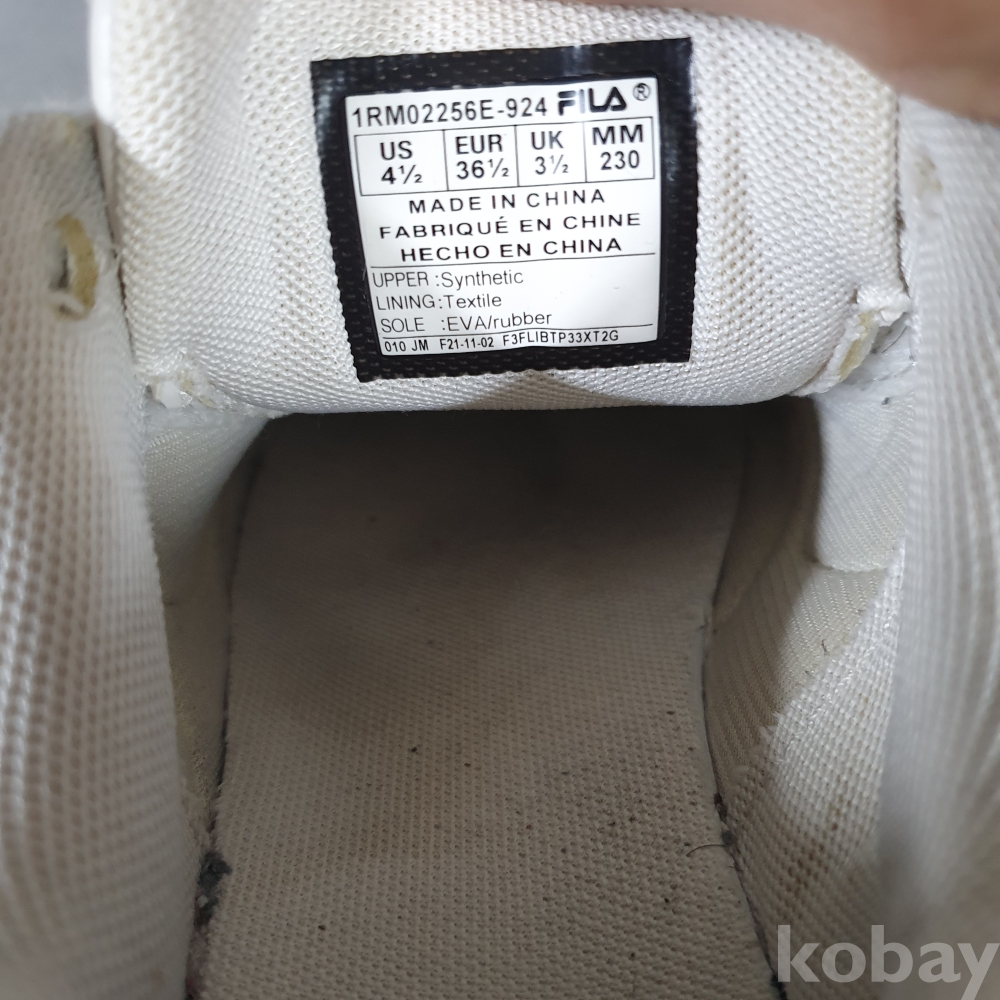 1RM02256E-924 FILA®
US EUR UK MM
4½ 36½ 3½ 230
MADE IN CHINA
FABRIQUÉ EN CHINE
HECHO EN CHINA
UPPER :Synthetic
LINING:Textile
SOLE :EVA/rubber
010 JM F21-11-02 F3FLIBTP33XT2G
kobay